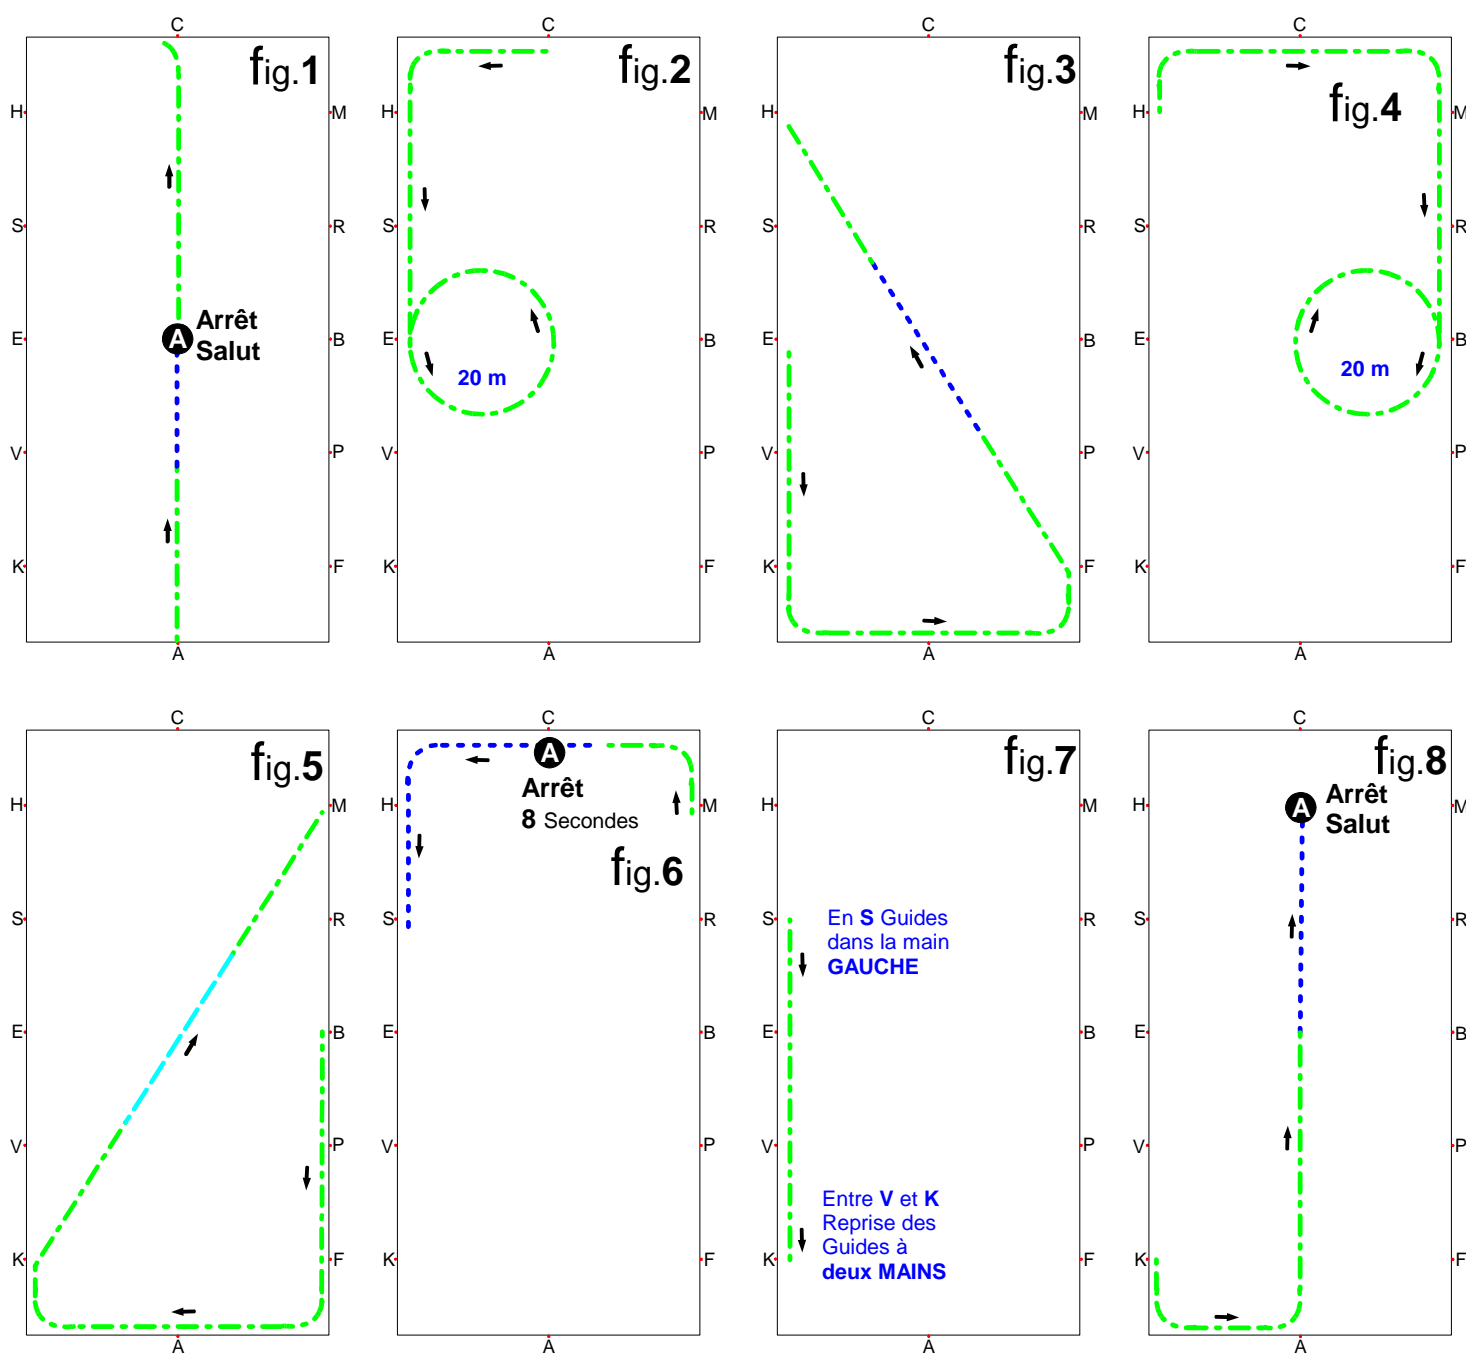 C
fig.1
H M
S R
Arrêt
A
Salut
E B
V P
K F
A
C
fig.2
H M
S R
E B
20 m
V P
K F
A
C
fig.3
H M
S R
E B
V P
K F
A
C
fig.4
H M
S R
E B
20 m
V P
K F
A
C
fig.5
H M
S R
E B
V P
K F
A
C
A
Arrêt
H M
8 Secondes
fig.6
S R
E B
V P
K F
A
C
fig.7
H M
S R
En S Guides
dans la main
GAUCHE
E B
V P
Entre V et K
Reprise des
Guides à
deux MAINS
K F
A
C
fig.8
Arrêt
H A M
Salut
S R
E B
V P
K F
A